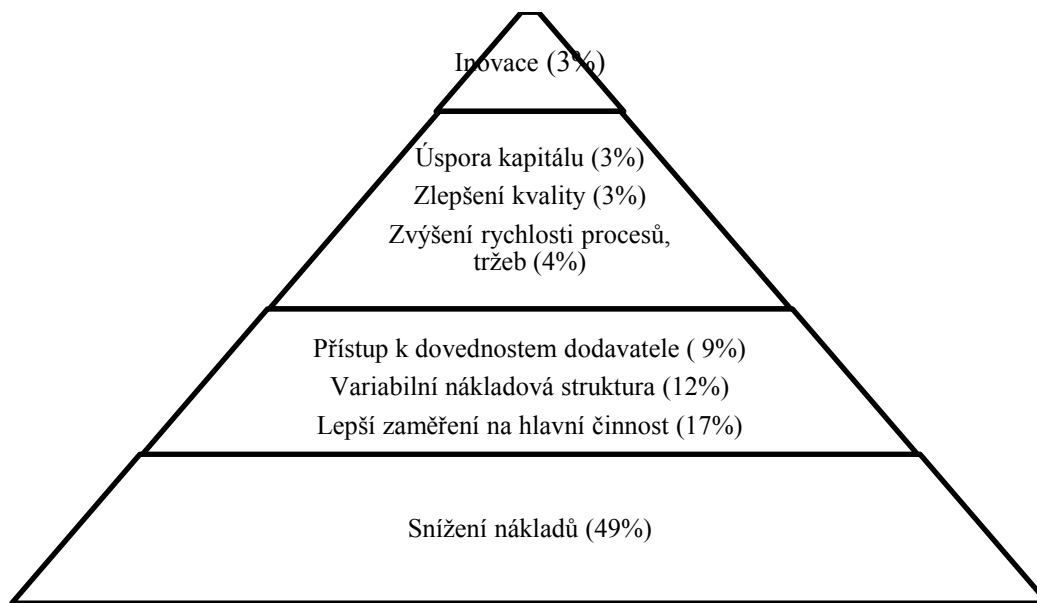 Inovace (3%)
Úspora kapitálu (3%)
Zlepšení kvality (3%)
Zvýšení rychlosti procesů,
tržeb (4%)
Přístup k dovednostem dodavatele ( 9%)
Variabilní nákladová struktura (12%)
Lepší zaměření na hlavní činnost (17%)
Snížení nákladů (49%)